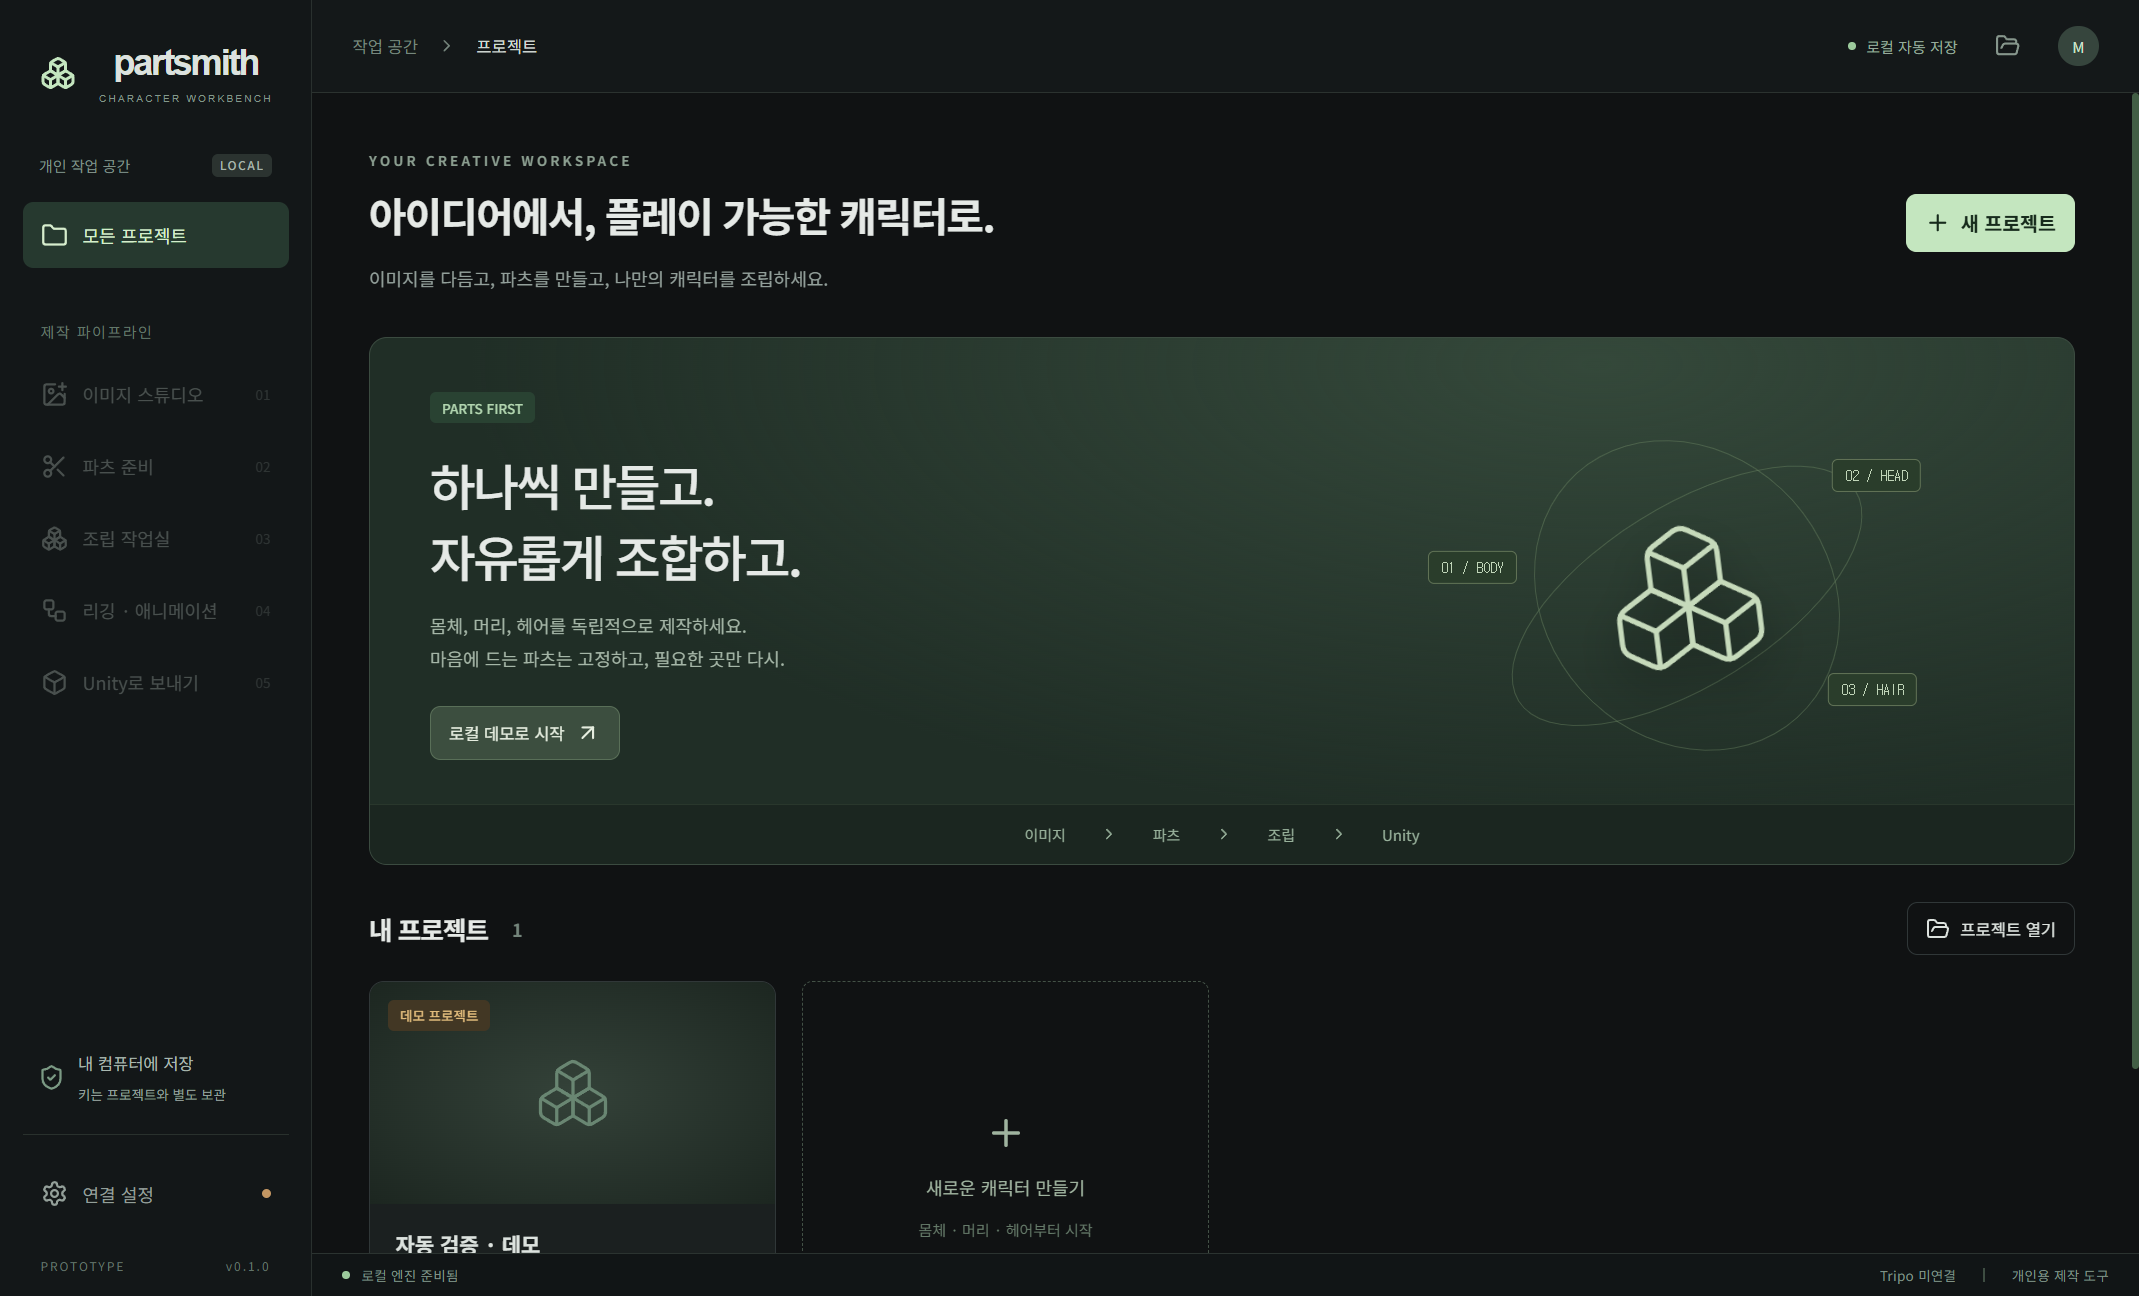 partsmith
CHARACTER WORKBENCH
개인 작업 공간
LOCAL
모든 프로젝트
제작 파이프라인
이미지 스튜디오
01
파츠 준비
02
조립 작업실
03
리깅 · 애니메이션
04
Unity로 보내기
05
내 컴퓨터에 저장
키는 프로젝트와 별도 보관
연결 설정
PROTOTYPE
v0.1.0
작업 공간
프로젝트
로컬 자동 저장
M
YOUR CREATIVE WORKSPACE
아이디어에서, 플레이 가능한 캐릭터로.
새 프로젝트
이미지를 다듬고, 파츠를 만들고, 나만의 캐릭터를 조립하세요.
PARTS FIRST
하나씩 만들고.
자유롭게 조합하고.
몸체, 머리, 헤어를 독립적으로 제작하세요.
마음에 드는 파츠는 고정하고, 필요한 곳만 다시.
로컬 데모로 시작
02 / HEAD
01 / BODY
03 / HAIR
이미지
파츠
조립
Unity
내 프로젝트
1
프로젝트 열기
데모 프로젝트
자동 검증 · 데모
새로운 캐릭터 만들기
몸체 · 머리 · 헤어부터 시작
로컬 엔진 준비됨
Tripo 미연결
개인용 제작 도구